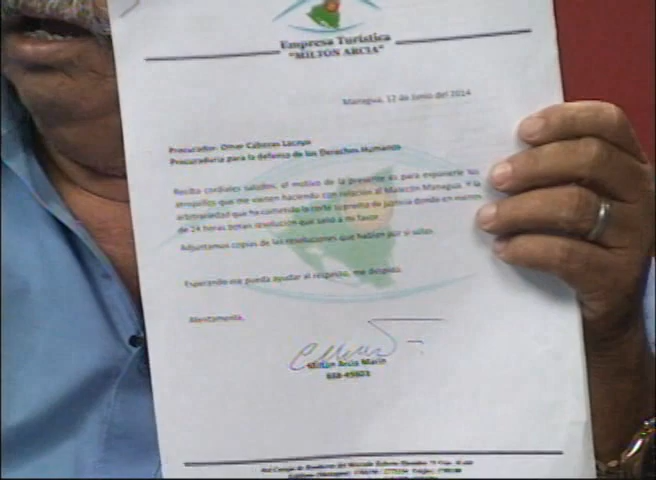 Empresa Turística
"MILTON ARCIA"
Managua, 12 de Junio del 2014
Procurador Omar Cabezas Lacayo
Procuraduría para la defensa de los Derechos Humanos
Reciba cordiales saludos, el motivo de la presente es para exponerle los
atropellos que me vienen haciendo con relación al Malecón Managua. Y la
arbitrariedad que ha cometido la corte suprema de justicia donde en menos
de 24 horas botan resolución que salió a mi favor.
Adjuntamos copias de las resoluciones que hablan por si solas.
Esperando me pueda ayudar al respecto, me despido.
Atentamente,
Milton Arcia Marín